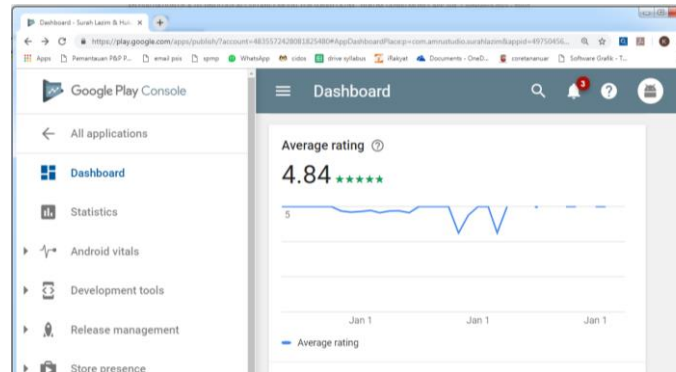 Dashboard - Surah Lazim & Hu
https://play.google.com/apps/publish/?account=
Apps
Pemantauan P&P P...
email psis
spmp
WhatsApp
cidos
drive syllabus
iRakyat
Documents - OneD...
Software Grafik - T...
Google Play Console
Dashboard
3
All applications
Dashboard
Statistics
Android vitals
Development tools
Release management
Store presence
Average rating
4.84
5
Jan 1
Jan 1
Jan 1
Average rating